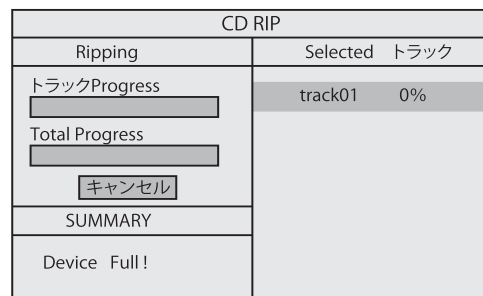 CD RIP
Ripping
トラックProgress
Total Progress
キャンセル
SUMMARY
Device Full!
Selected トラック
track01 0%